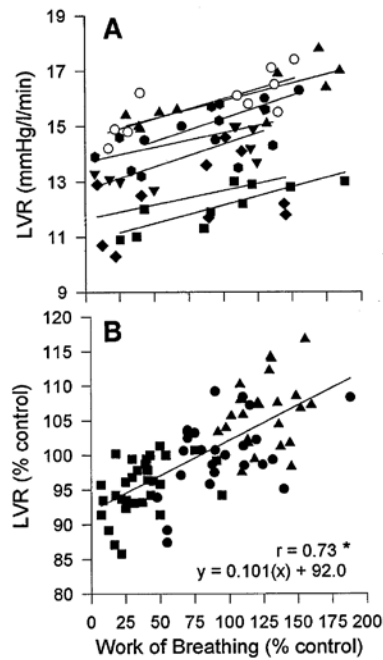 A
LVR (mmHg/l/min)
17
15
13
11
9
B
LVR (% control)
120
115
110
105
100
95
90
85
80
r = 0.73 *
y = 0.101(x) + 92.0
0 25 50 75 100 125 150 175 200
Work of Breathing (% control)